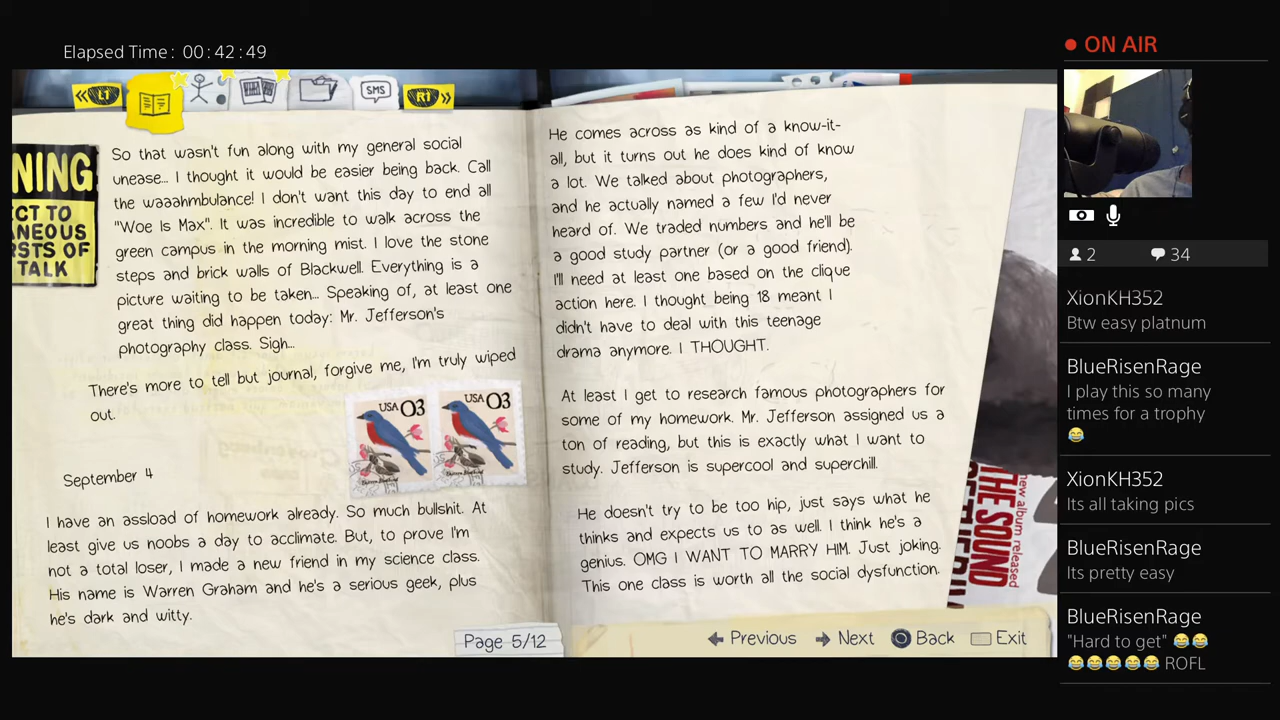 Elapsed Time: 00:42:49
ON AIR
LT
SMS
R1
NING
CT TO
ANEOUS
RSTS OF
TALK
So that wasn't fun along with my general social
unease... I thought it would be easier being back. Call
the waaahmbulance! I don't want this day to end all
"Woe Is Max". It was incredible to walk across the
green campus in the morning mist. I love the stone
steps and brick walls of Blackwell. Everything is a
picture waiting to be taken... Speaking of, at least one
great thing did happen today: Mr. Jefferson's
photography class. Sigh...
There's more to tell but journal, forgive me, I'm truly wiped
out.
USA 03
USA 03
September 4
I have an assload of homework already. So much bullshit. At
least give us noobs a day to acclimate. But, to prove I'm
not a total loser, I made a new friend in my science class.
His name is Warren Graham and he's a serious geek, plus
he's dark and witty.
Page 5/12
He comes across as kind of a know-it-
all, but it turns out he does kind of know
a lot. We talked about photographers,
and he actually named a few I'd never
heard of. We traded numbers and he'll be
a good study partner (or a good friend).
I'll need at least one based on the clique
action here. I thought being 18 meant I
didn't have to deal with this teenage
drama anymore. I THOUGHT.
At least I get to research famous photographers for
some of my homework. Mr. Jefferson assigned us a
ton of reading, but this is exactly what I want to
study. Jefferson is supercool and superchill.
He doesn't try to be too hip, just says what he
thinks and expects us to as well. I think he's a
genius. OMG I WANT TO MARRY HIM. Just joking.
This one class is worth all the social dysfunction.
new album released
THE SOUND
Previous
Next
Back
Exit
2
34
XionKH352
Btw easy platnum
BlueRisenRage
I play this so many
times for a trophy
😂
XionKH352
Its all taking pics
BlueRisenRage
Its pretty easy
BlueRisenRage
"Hard to get" 😂😂
😂😂😂😂😂 ROFL